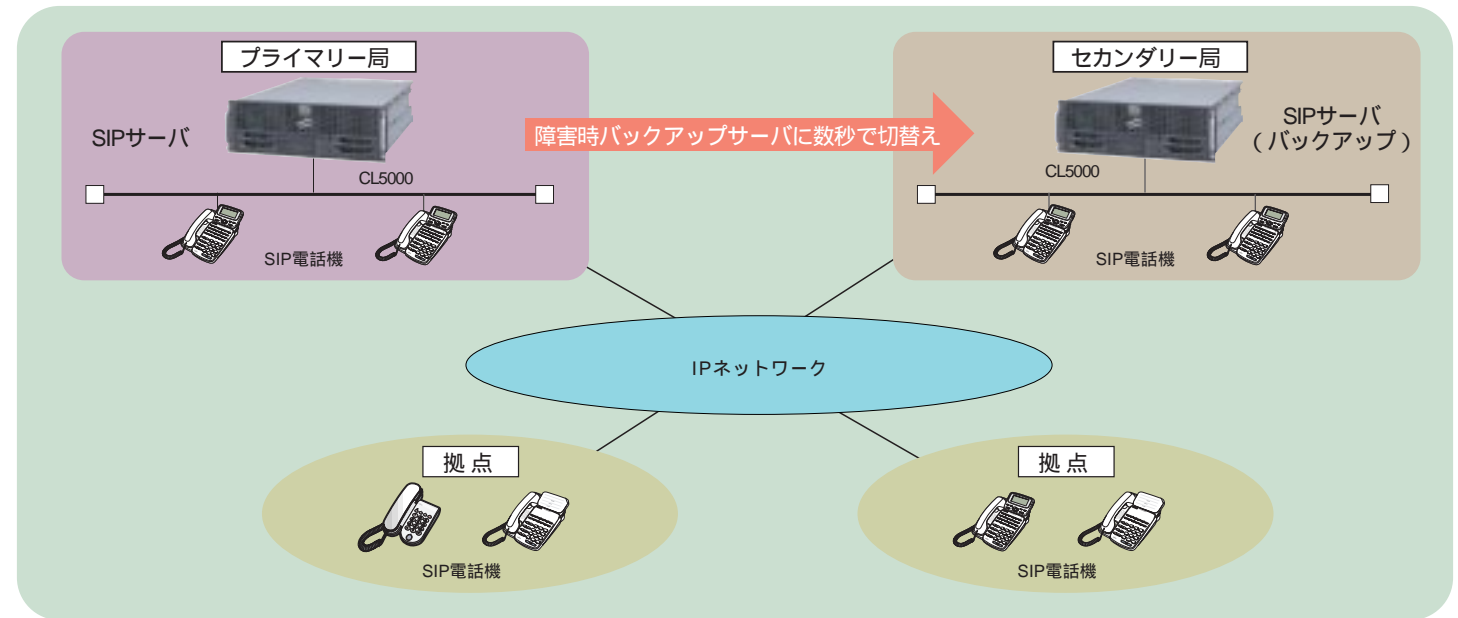 プライマリー局
セカンダリー局
SIPサーバ
障害時バックアップサーバに数秒で切替え
SIPサーバ
（バックアップ）
CL5000
CL5000
SIP電話機
SIP電話機
IPネットワーク
拠点
拠点
SIP電話機
SIP電話機